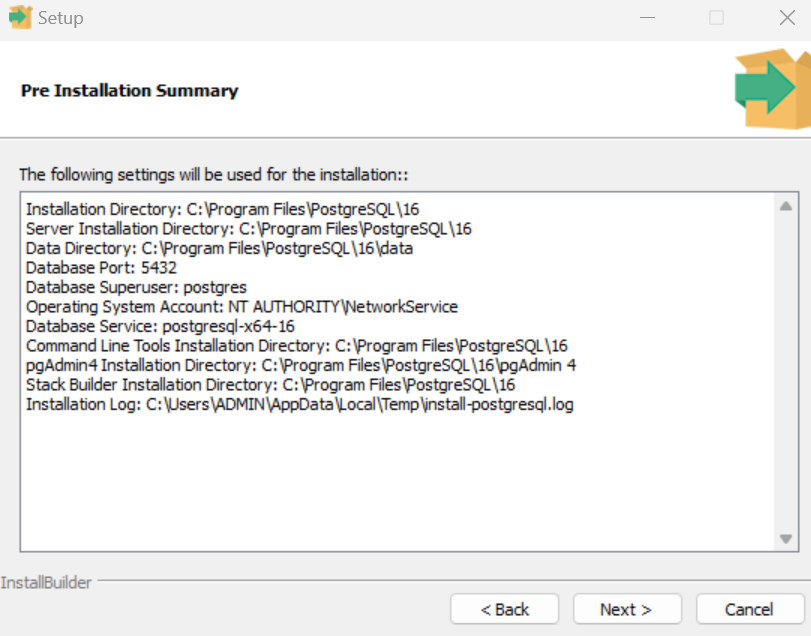 Setup
Pre Installation Summary
The following settings will be used for the installation::
Installation Directory: C:\Program Files\PostgreSQL\16
Server Installation Directory: C:\Program Files\PostgreSQL\16
Data Directory: C:\Program Files\PostgreSQL\16\data
Database Port: 5432
Database Superuser: postgres
Operating System Account: NT AUTHORITY\NetworkService
Database Service: postgresql-x64-16
Command Line Tools Installation Directory: C:\Program Files\PostgreSQL\16
pgAdmin4 Installation Directory: C:\Program Files\PostgreSQL\16\pgAdmin 4
Stack Builder Installation Directory: C:\Program Files\PostgreSQL\16
Installation Log: C:\Users\ADMIN\AppData\Local\Temp\install-postgresql.log
InstallBuilder
< Back Next > Cancel